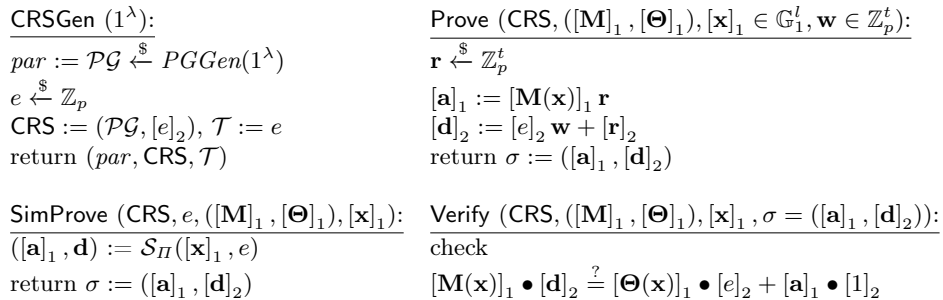 CRSGen (1^λ):
par := PG ←$ PGGen(1^λ)
e ←$ ℤ_p
CRS := (PG, [e]_2), T := e
return (par, CRS, T)
Prove (CRS, ([M]_1, [Θ]_1), [x]_1 ∈ 𝔾_1^l, w ∈ ℤ_p^t):
r ←$ ℤ_p^t
[a]_1 := [M(x)]_1 r
[d]_2 := [e]_2 w + [r]_2
return σ := ([a]_1, [d]_2)
SimProve (CRS, e, ([M]_1, [Θ]_1), [x]_1):
([a]_1, d) := S_Π([x]_1, e)
return σ := ([a]_1, [d]_2)
Verify (CRS, ([M]_1, [Θ]_1), [x]_1, σ = ([a]_1, [d]_2)):
check
[M(x)]_1 • [d]_2 =? [Θ(x)]_1 • [e]_2 + [a]_1 • [1]_2